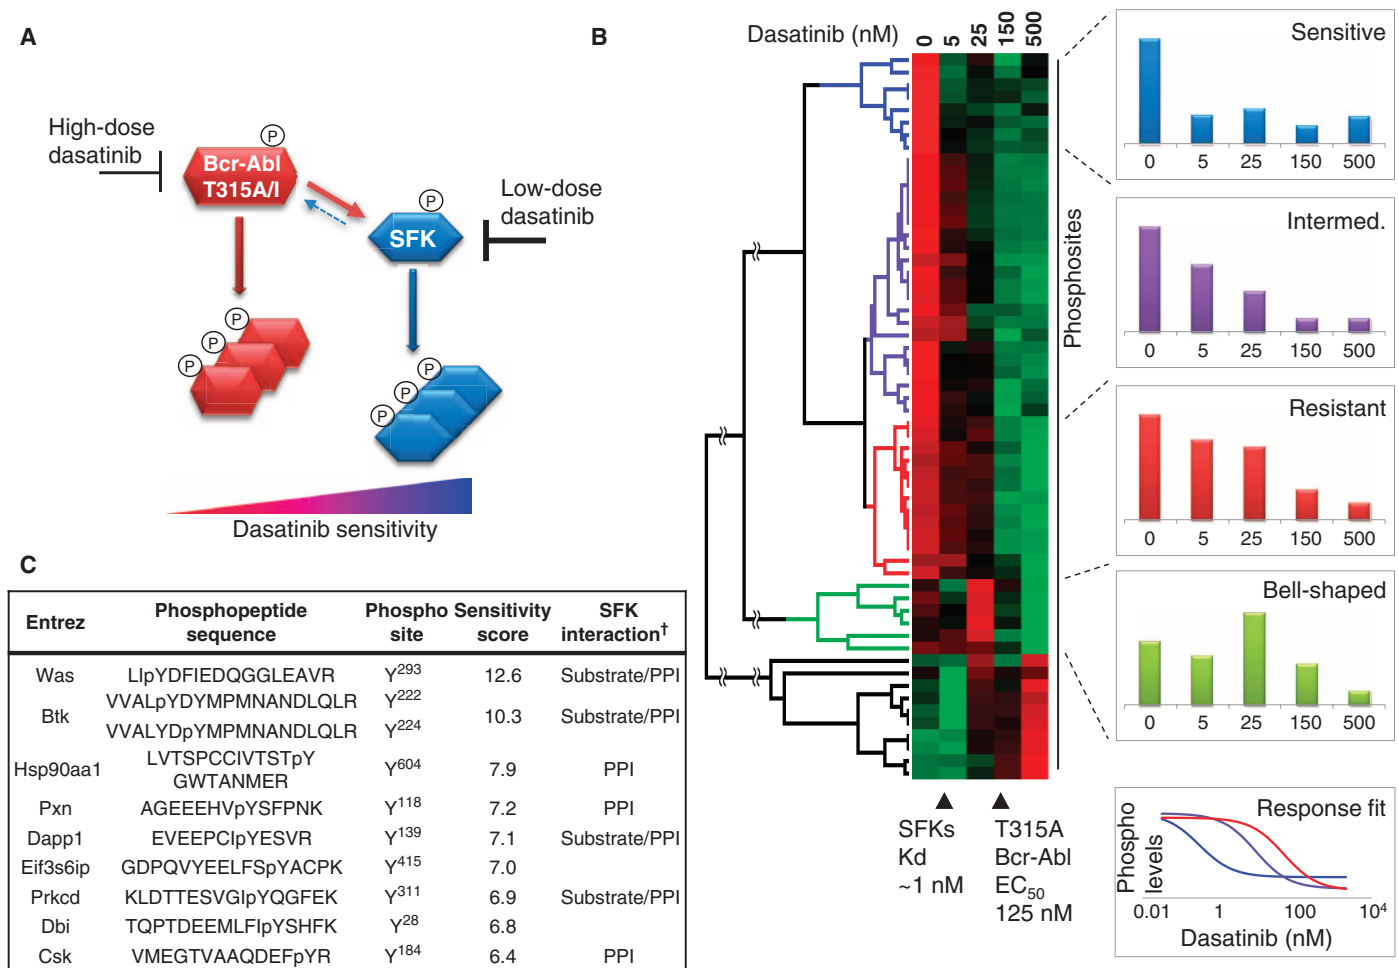 A
High-dose
dasatinib
P
Bcr-Abl
T315A/I
P
SFK
Low-dose
dasatinib
P
P
P
P
P
P
Dasatinib sensitivity
B
Dasatinib (nM)
0
5
25
150
500
Phosphosites
SFKs
Kd
~1 nM
T315A
Bcr-Abl
EC50
125 nM
Sensitive
0 5 25 150 500
Intermed.
0 5 25 150 500
Resistant
0 5 25 150 500
Bell-shaped
0 5 25 150 500
Response fit
Phospho
levels
0.01 1 100 10⁴
Dasatinib (nM)
C
Entrez Phosphopeptide sequence Phospho site Sensitivity score SFK interaction†
Was LIpYDFIEDQGGLEAVR Y²⁹³ 12.6 Substrate/PPI
Btk VVALpYDYMPMNANDLQLR Y²²² 10.3 Substrate/PPI
VVALYDpYMPMNANDLQLR Y²²⁴
Hsp90aa1 LVTSPCCIVTSTpY Y⁶⁰⁴ 7.9 PPI
GWTANMER
Pxn AGEEEHVpYSFPNK Y¹¹⁸ 7.2 PPI
Dapp1 EVEEPCIpYESVR Y¹³⁹ 7.1 Substrate/PPI
Eif3s6ip GDPQVYEELFSpYACPK Y⁴¹⁵ 7.0
Prkcd KLDTTESVGIpYQGFEK Y³¹¹ 6.9 Substrate/PPI
Dbi TQPTDEEMLFIpYSHFK Y²⁸ 6.8
Csk VMEGTVAAQDEFpYR Y¹⁸⁴ 6.4 PPI